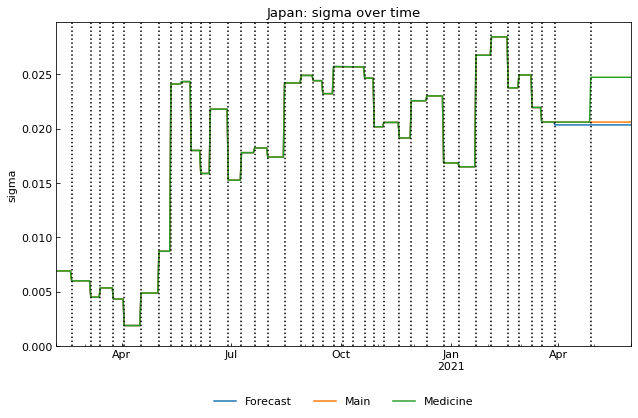 Japan: sigma over time
0.025
0.020
0.015
0.010
0.005
0.000
sigma
Apr Jul Oct Jan Apr
2021
Forecast Main Medicine